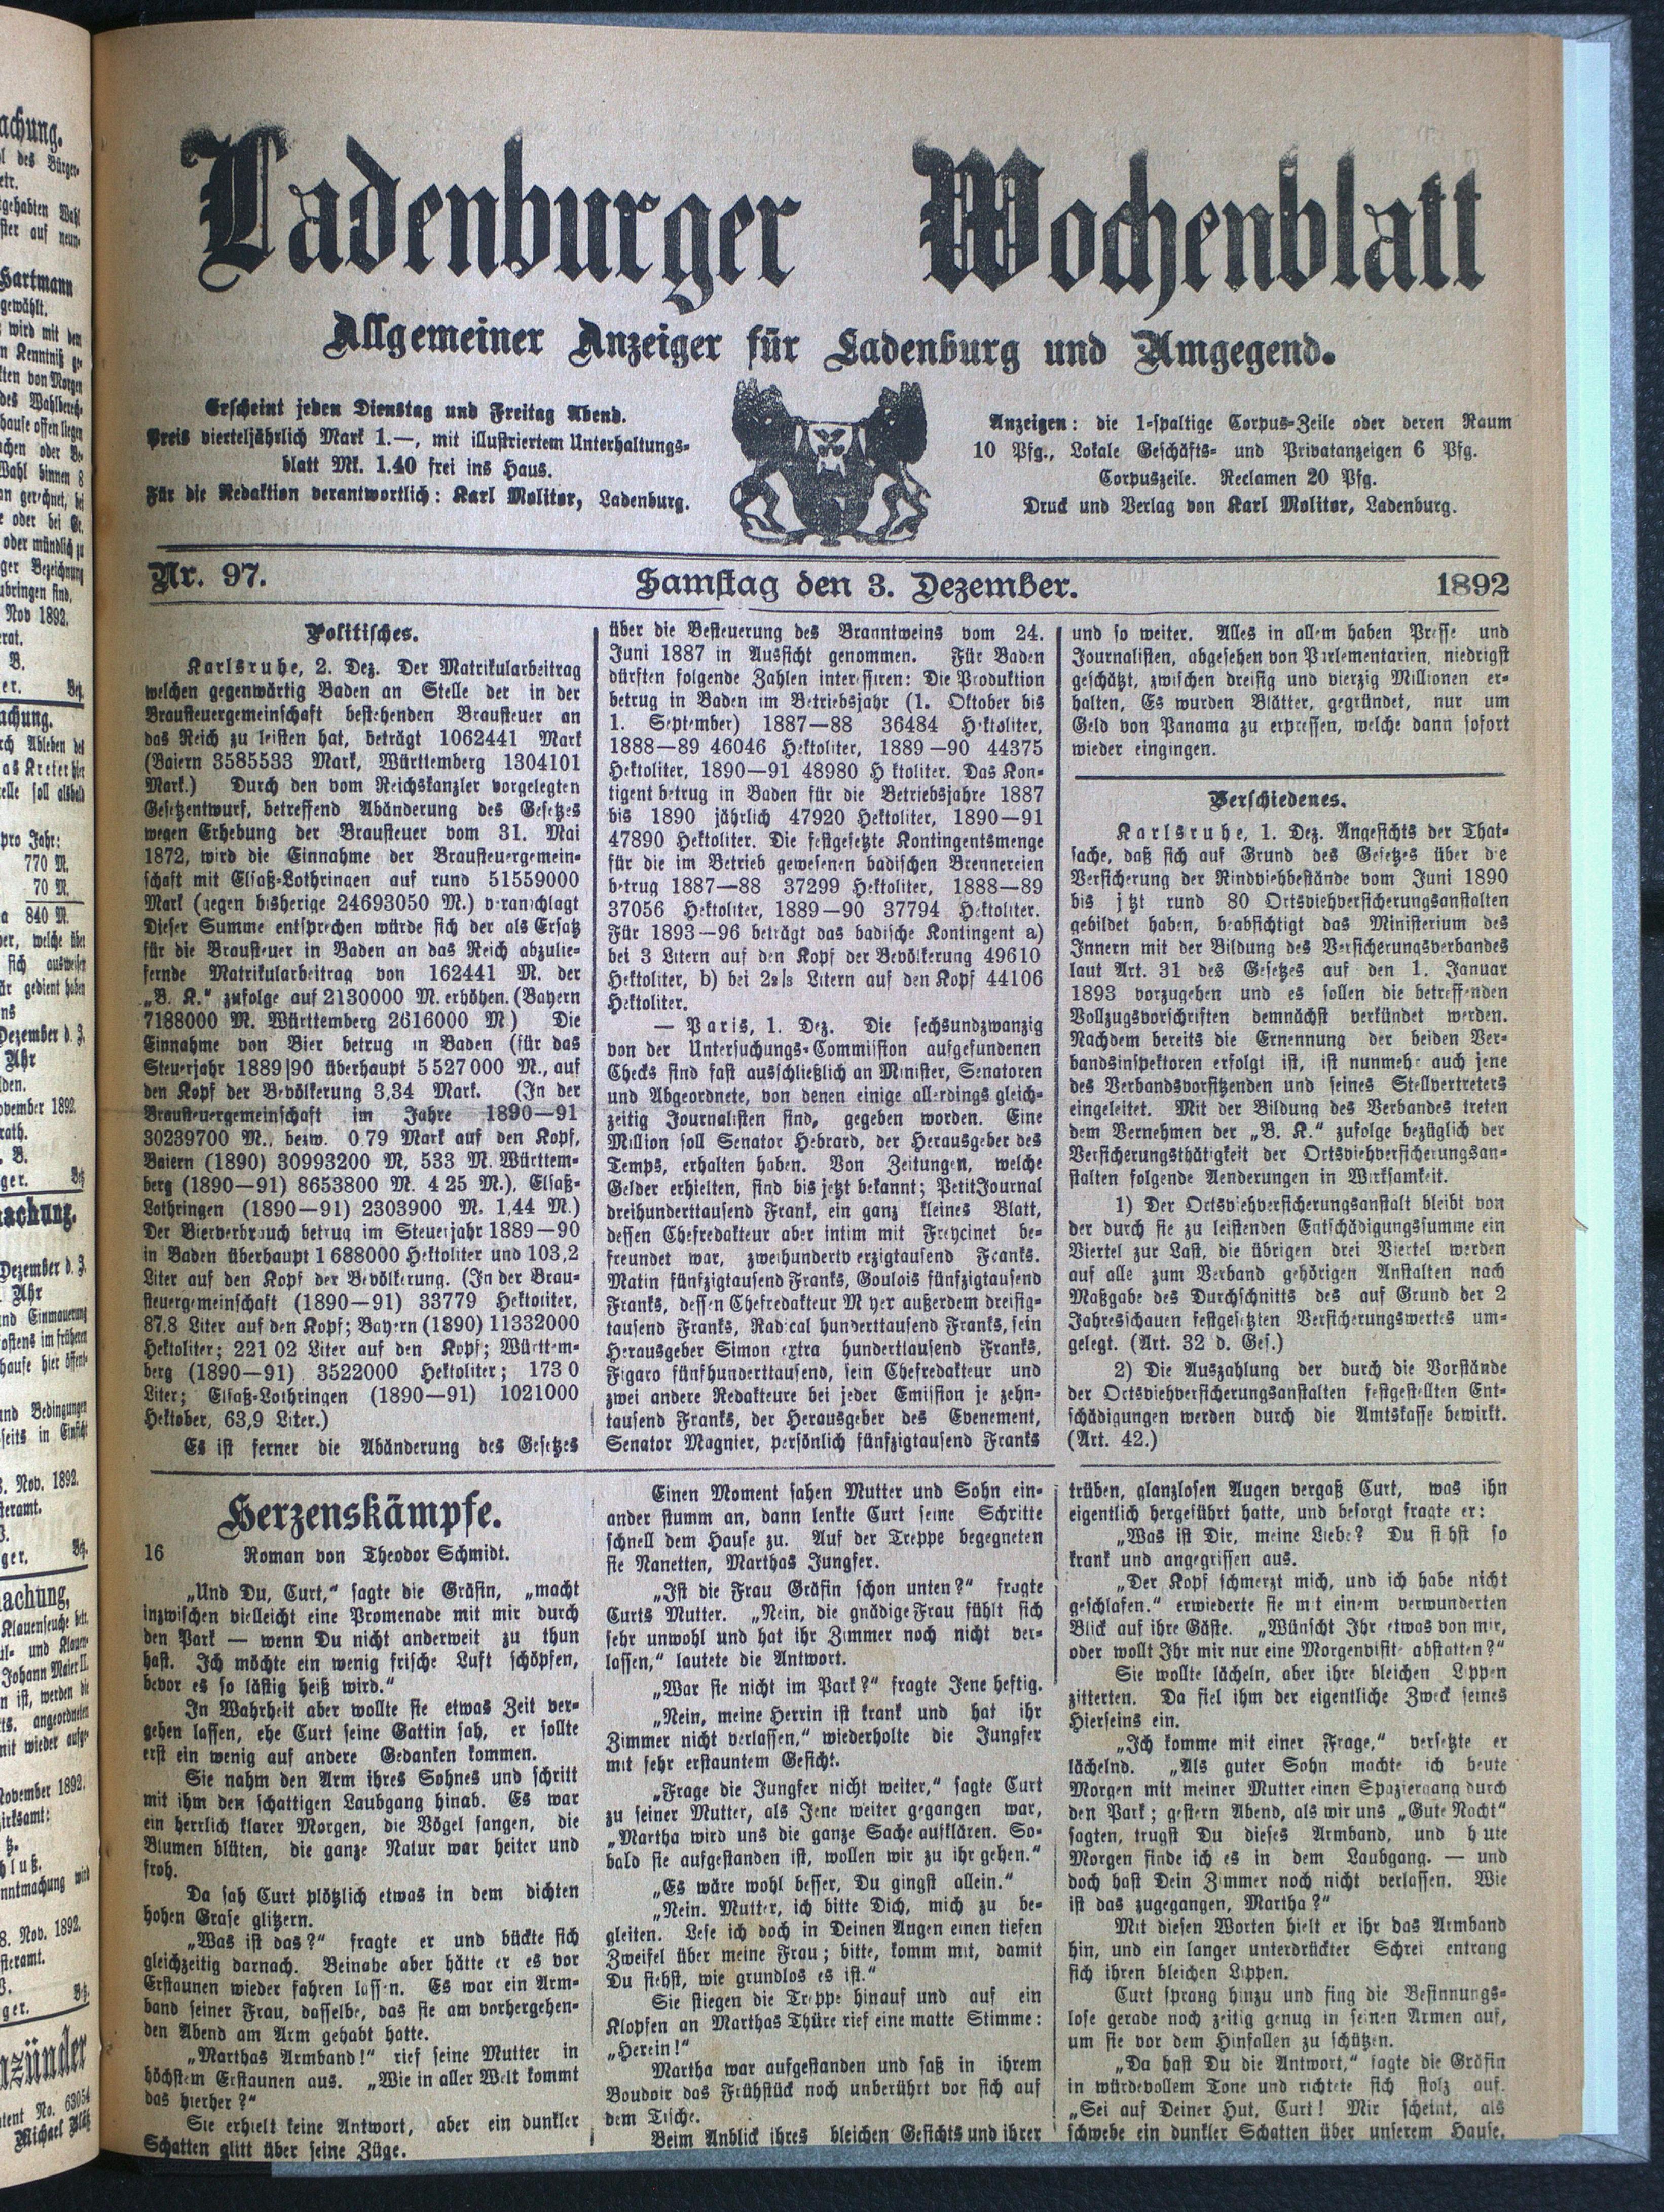 Ladenburger Wochenblatt
Allgemeiner Anzeiger für Ladenburg und Umgegend.
Erscheint jeden Dienstag und Freitag Abend.
Preis vierteljährlich Mark 1.—, mit illustriertem Unterhaltungs-
blatt Mk. 1.40 frei ins Haus.
Für die Redaktion verantwortlich: Karl Molitor, Ladenburg.
Anzeigen: die 1-spaltige Corpus-Zeile oder deren Raum
10 Pfg., Lokale Geschäfts- und Privatanzeigen 6 Pfg.
Corpuszeile. Reclamen 20 Pfg.
Druck und Verlag von Karl Molitor, Ladenburg.
Nr. 97. Samstag den 3. Dezember. 1892
Politisches.
Karlsruhe, 2. Dez. Der Matrikularbeitrag
welchen gegenwärtig Baden an Stelle der in der
Brausteuergemeinschaft bestehenden Brausteuer an
das Reich zu leisten hat, beträgt 1062441 Mark
(Baiern 3585533 Mark, Württemberg 1304101
Mark.) Durch den vom Reichskanzler vorgelegten
Gesetzentwurf, betreffend Abänderung des Gesetzes
wegen Erhebung der Brausteuer vom 31. Mai
1872, wird die Einnahme der Brausteuergemein-
schaft mit Elsaß-Lothringen auf rund 51559000
Mark (gegen bisherige 24693050 M.) v-ranschlagt
Dieser Summe entsprechen würde sich der als Ersatz
für die Brausteuer in Baden an das Reich abzulie-
fernde Matrikularbeitrag von 162441 M. der
„B. K.“ zufolge auf 2130000 M. erhöhen. (Bayern
7188000 M. Württemberg 2616000 M) Die
Einnahme von Bier betrug in Baden (für das
Steuerjahr 1889|90 überhaupt 5527000 M., auf
den Kopf der Bevölkerung 3,34 Mark. (In der
Brausteuergemeinschaft im Jahre 1890—91
30239700 M., bezw. 0.79 Mark auf den Kopf,
Baiern (1890) 30993200 M, 533 M. Württem-
berg (1890—91) 8653800 M. 4 25 M.), Elsaß-
Lothringen (1890—91) 2303900 M. 1,44 M.)
Der Bierverbrauch betrug im Steuerjahr 1889—90
in Baden überhaupt 1688000 Hektoliter und 103,2
Liter auf den Kopf der Bevölkerung. (In der Brau-
steuergemeinschaft (1890—91) 33779 Hektoliter,
87.8 Liter auf den Kopf; Bayern (1890) 11332000
Hektoliter; 221 02 Liter auf den Kopf; Württem-
berg (1890—91) 3522000 Hektoliter; 173 0
Liter; Elsaß-Lothringen (1890—91) 1021000
Hektober, 63,9 Liter.)
Es ist ferner die Abänderung des Gesetzes
über die Besteuerung des Branntweins vom 24.
Juni 1887 in Aussicht genommen. Für Baden
dürften folgende Zahlen interessiren: Die Produktion
betrug in Baden im Betriebsjahr (1. Oktober bis
1. September) 1887—88 36484 Hektoliter,
1888—89 46046 Hektoliter, 1889—90 44375
Hektoliter, 1890—91 48980 H ktoliter. Das Kon-
tigent betrug in Baden für die Betriebsjahre 1887
bis 1890 jährlich 47920 Hektoliter, 1890—91
47890 Hektoliter. Die festgesetzte Kontingentsmenge
für die im Betrieb gewesenen badischen Brennereien
betrug 1887—88 37299 Hektoliter, 1888—89
37056 Hektoliter, 1889—90 37794 Hektoliter.
Für 1893—96 beträgt das badische Kontingent a)
bei 3 Litern auf den Kopf der Bevölkerung 49610
Hektoliter, b) bei 2²/₃ Litern auf den Kopf 44106
Hektoliter.
— Paris, 1. Dez. Die sechsundzwanzig
von der Untersuchungs-Commission aufgefundenen
Checks sind fast ausschließlich an Minister, Senatoren
und Abgeordnete, von denen einige allerdings gleich-
zeitig Journalisten sind, gegeben worden. Eine
Million soll Senator Hebrard, der Herausgeber des
Temps, erhalten haben. Von Zeitungen, welche
Gelder erhielten, sind bis jetzt bekannt; Petit Journal
dreihunderttausend Frank, ein ganz kleines Blatt,
dessen Chefredakteur aber intim mit Freycinet be-
freundet war, zweihundertv erzigtausend Franks.
Matin fünfzigtausend Franks, Goulois fünfzigtausend
Franks, dessen Chefredakteur M yer außerdem dreißig-
tausend Franks, Radical hunderttausend Franks, sein
Herausgeber Simon extra hundertlausend Franks,
Figaro fünfhunderttausend, sein Chefredakteur und
zwei andere Redakteure bei jeder Emission je zehn-
tausend Franks, der Herausgeber des Evenement,
Senator Magnier, persönlich fünfzigtausend Franks
und so weiter. Alles in allem haben Presse und
Journalisten, abgesehen von Parlementarien, niedrigst
geschätzt, zwischen dreißig und vierzig Millionen er-
halten, Es wurden Blätter, gegründet, nur um
Geld von Panama zu erpressen, welche dann sofort
wieder eingingen.
Verschiedenes.
Karlsruhe, 1. Dez. Angesichts der That-
sache, daß sich auf Grund des Gesetzes über die
Versicherung der Rindviehbestände vom Juni 1890
bis j tzt rund 80 Ortsviehversicherungsanstalten
gebildet haben, beabsichtigt das Ministerium des
Innern mit der Bildung des Versicherungsverbandes
laut Art. 31 des Gesetzes auf den 1. Januar
1893 vorzugehen und es sollen die betreffenden
Vollzugsvorschriften demnächst verkündet werden.
Nachdem bereits die Ernennung der beiden Ver-
bandsinspektoren erfolgt ist, ist nunmehr auch jene
des Verbandsvorsitzenden und seines Stellvertreters
eingeleitet. Mit der Bildung des Verbandes treten
dem Vernehmen der „B. K.“ zufolge bezüglich der
Versicherungsthätigkeit der Ortsviehversicherungsan-
stalten folgende Aenderungen in Wirksamkeit.
1) Der Ortsviehversicherungsanstalt bleibt von
der durch sie zu leistenden Entschädigungssumme ein
Viertel zur Last, die übrigen drei Viertel werden
auf alle zum Verband gehörigen Anstalten nach
Maßgabe des Durchschnitts des auf Grund der 2
Jahresschauen festgesetzten Versicherungswertes um-
gelegt. (Art. 32 d. Ges.)
2) Die Auszahlung der durch die Vorstände
der Ortsviehversicherungsanstalten festgestellten Ent-
schädigungen werden durch die Amtskasse bewirkt.
(Art. 42.)
Herzenskämpfe.
16 Roman von Theodor Schmidt.
„Und Du, Curt,“ sagte die Gräfin, „macht
inzwischen vielleicht eine Promenade mit mir durch
den Park — wenn Du nicht anderweit zu thun
hast. Ich möchte ein wenig frische Luft schöpfen,
bevor es so lästig heiß wird.“
In Wahrheit aber wollte sie etwas Zeit ver-
gehen lassen, ehe Curt seine Gattin sah, er sollte
erst ein wenig auf andere Gedanken kommen.
Sie nahm den Arm ihres Sohnes und schritt
mit ihm den schattigen Laubgang hinab. Es war
ein herrlich klarer Morgen, die Vögel sangen, die
Blumen blüten, die ganze Natur war heiter und
froh.
Da sah Curt plötzlich etwas in dem dichten
hohen Grase glitzern.
„Was ist das?“ fragte er und bückte sich
gleichzeitig darnach. Beinahe aber hätte er es vor
Erstaunen wieder fahren lassen. Es war ein Arm-
band seiner Frau, dasselbe, das sie am vorhergehen-
den Abend am Arm gehabt hatte.
„Marthas Armband!“ rief seine Mutter in
höchstem Erstaunen aus. „Wie in aller Welt kommt
das hierher?“
Sie erhielt keine Antwort, aber ein dunkler
Schatten glitt über seine Züge.
Einen Moment sahen Mutter und Sohn ein-
ander stumm an, dann lenkte Curt seine Schritte
schnell dem Hause zu. Auf der Treppe begegneten
sie Nanetten, Marthas Jungfer.
„Ist die Frau Gräfin schon unten?“ fragte
Curts Mutter. „Nein, die gnädige Frau fühlt sich
sehr unwohl und hat ihr Zimmer noch nicht ver-
lassen,“ lautete die Antwort.
„War sie nicht im Park?“ fragte Jene heftig.
„Nein, meine Herrin ist krank und hat ihr
Zimmer nicht verlassen,“ wiederholte die Jungfer
mit sehr erstauntem Gesicht.
„Frage die Jungfer nicht weiter,“ sagte Curt
zu seiner Mutter, als Jene weiter gegangen war,
„Martha wird uns die ganze Sache aufklären. So-
bald sie aufgestanden ist, wollen wir zu ihr gehen.“
„Es wäre wohl besser, Du gingst allein.“
„Nein. Mutter, ich bitte Dich, mich zu be-
gleiten. Lese ich doch in Deinen Augen einen tiefen
Zweifel über meine Frau; bitte, komm mit, damit
Du siehst, wie grundlos es ist.“
Sie stiegen die Treppe hinauf und auf ein
Klopfen an Marthas Thüre rief eine matte Stimme:
„Herein!“
Martha war aufgestanden und saß in ihrem
Boudoir das Frühstück noch unberührt vor sich auf
dem Tische.
Beim Anblick ihres bleichen Gesichts und ihrer
trüben, glanzlosen Augen vergaß Curt, was ihn
eigentlich hergeführt hatte, und besorgt fragte er:
„Was ist Dir, meine Liebe? Du siehst so
krank und angegriffen aus.
„Der Kopf schmerzt mich, und ich habe nicht
geschlafen.“ erwiederte sie mit einem verwunderten
Blick auf ihre Gäste. „Wünscht Ihr etwas von mir,
oder wollt Ihr mir nur eine Morgenvisite abstatten?“
Sie wollte lächeln, aber ihre bleichen Lippen
zitterten. Da fiel ihm der eigentliche Zweck seines
Hierseins ein.
„Ich komme mit einer Frage,“ versetzte er
lächelnd. „Als guter Sohn machte ich heute
Morgen mit meiner Mutter einen Spaziergang durch
den Park; gestern Abend, als wir uns „Gute Nacht“
sagten, trugst Du dieses Armband, und h ute
Morgen finde ich es in dem Laubgang. — und
doch hast Dein Zimmer noch nicht verlassen. Wie
ist das zugegangen, Martha?“
Mit diesen Worten hielt er ihr das Armband
hin, und ein langer unterdrückter Schrei entrang
sich ihren bleichen Lippen.
Curt sprang hinzu und fing die Besinnungs-
lose gerade noch zeitig genug in seinen Armen auf,
um sie vor dem Hinfallen zu schützen.
„Da hast Du die Antwort,“ sagte die Gräfin
in würdevollem Tone und richtete sich stolz auf.
„Sei auf Deiner Hut, Curt! Mir scheint, als
schwebe ein dunkler Schatten über unserem Hause.